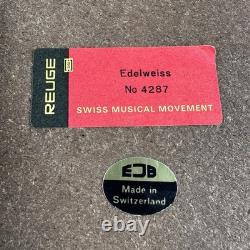 REUGE
Edelweiss
No 4287
SWISS MUSICAL MOVEMENT
EJB
Made in
Switzerland